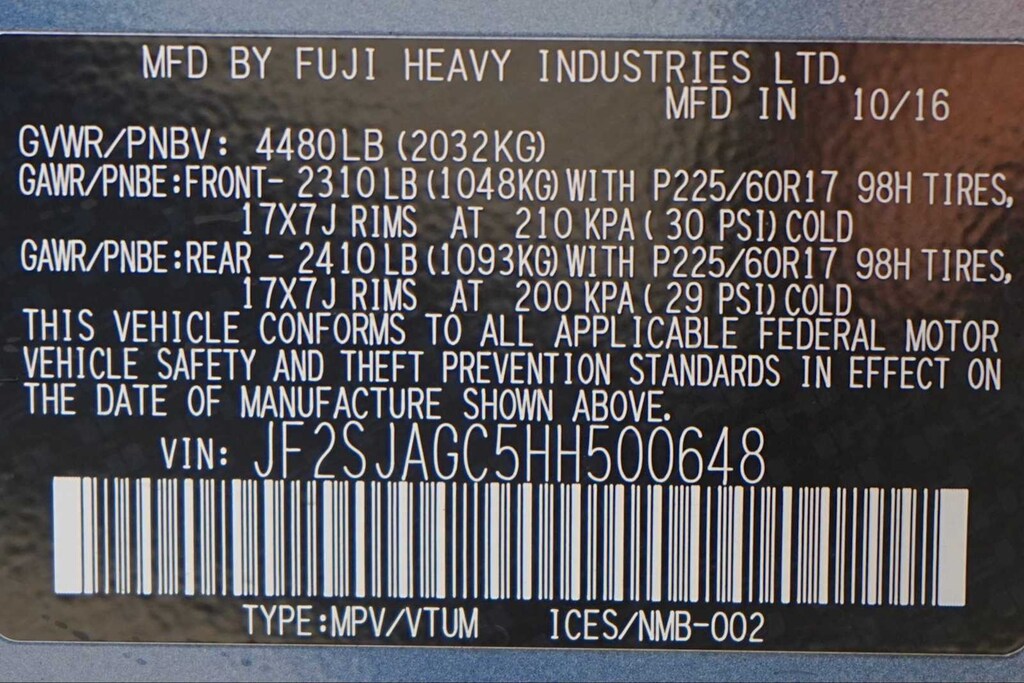 MFD BY FUJI HEAVY INDUSTRIES LTD.
MFD IN 10/16
GVWR/PNBV: 4480LB (2032KG)
GAWR/PNBE:FRONT- 2310LB(1048KG)WITH P225/60R17 98H TIRES,
17X7J RIMS AT 210 KPA( 30 PSI)COLD
GAWR/PNBE:REAR - 2410LB(1093KG)WITH P225/60R17 98H TIRES,
17X7J RIMS AT 200 KPA( 29 PSI)COLD
THIS VEHICLE CONFORMS TO ALL APPLICABLE FEDERAL MOTOR
VEHICLE SAFETY AND THEFT PREVENTION STANDARDS IN EFFECT ON
THE DATE OF MANUFACTURE SHOWN ABOVE.
VIN: JF2SJAGC5HH500648
TYPE:MPV/VTUM ICES/NMB-002